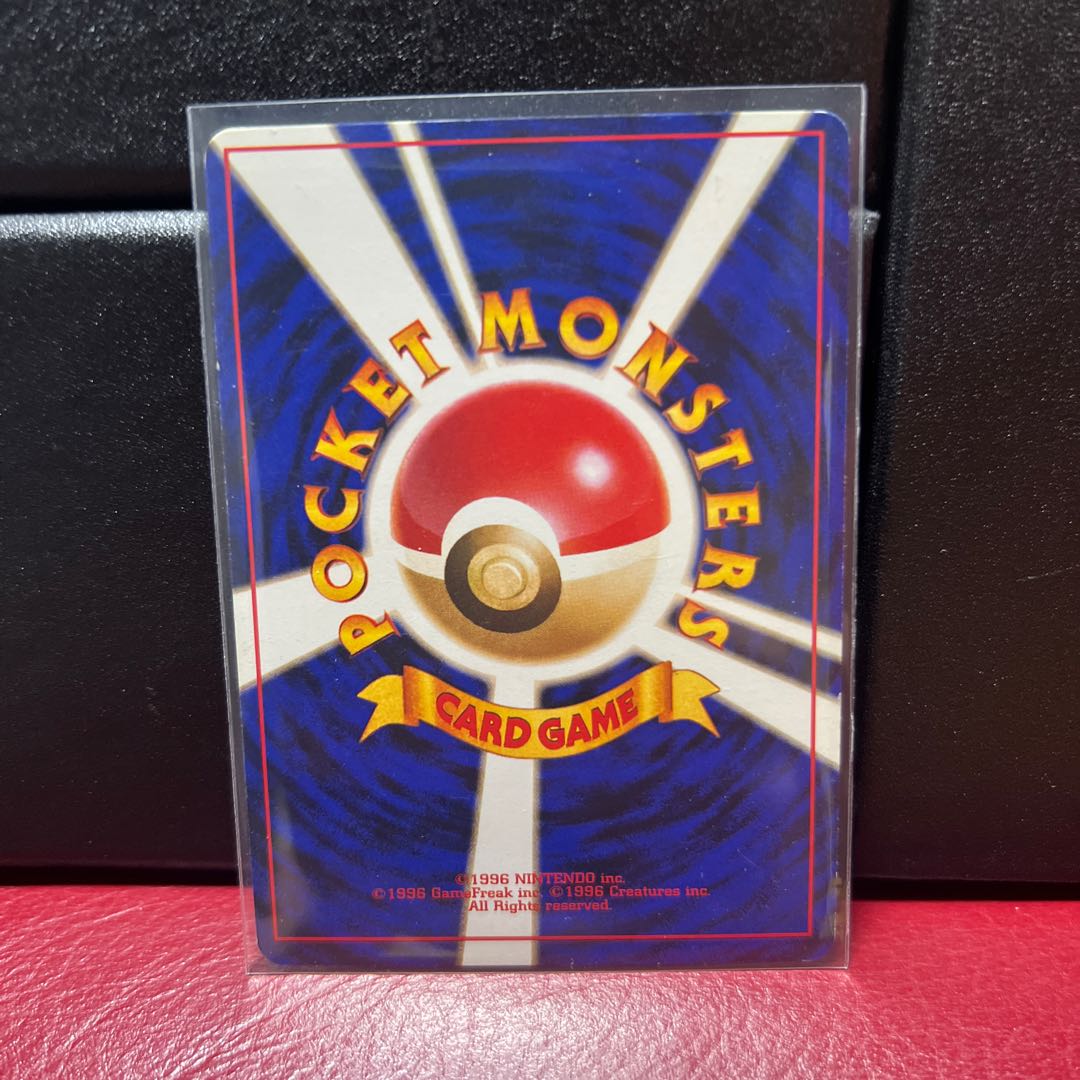 POCKET MONSTERS
CARD GAME
©1996 NINTENDO inc.
©1996 GameFreak inc. ©1996 Creatures inc.
All Rights reserved.